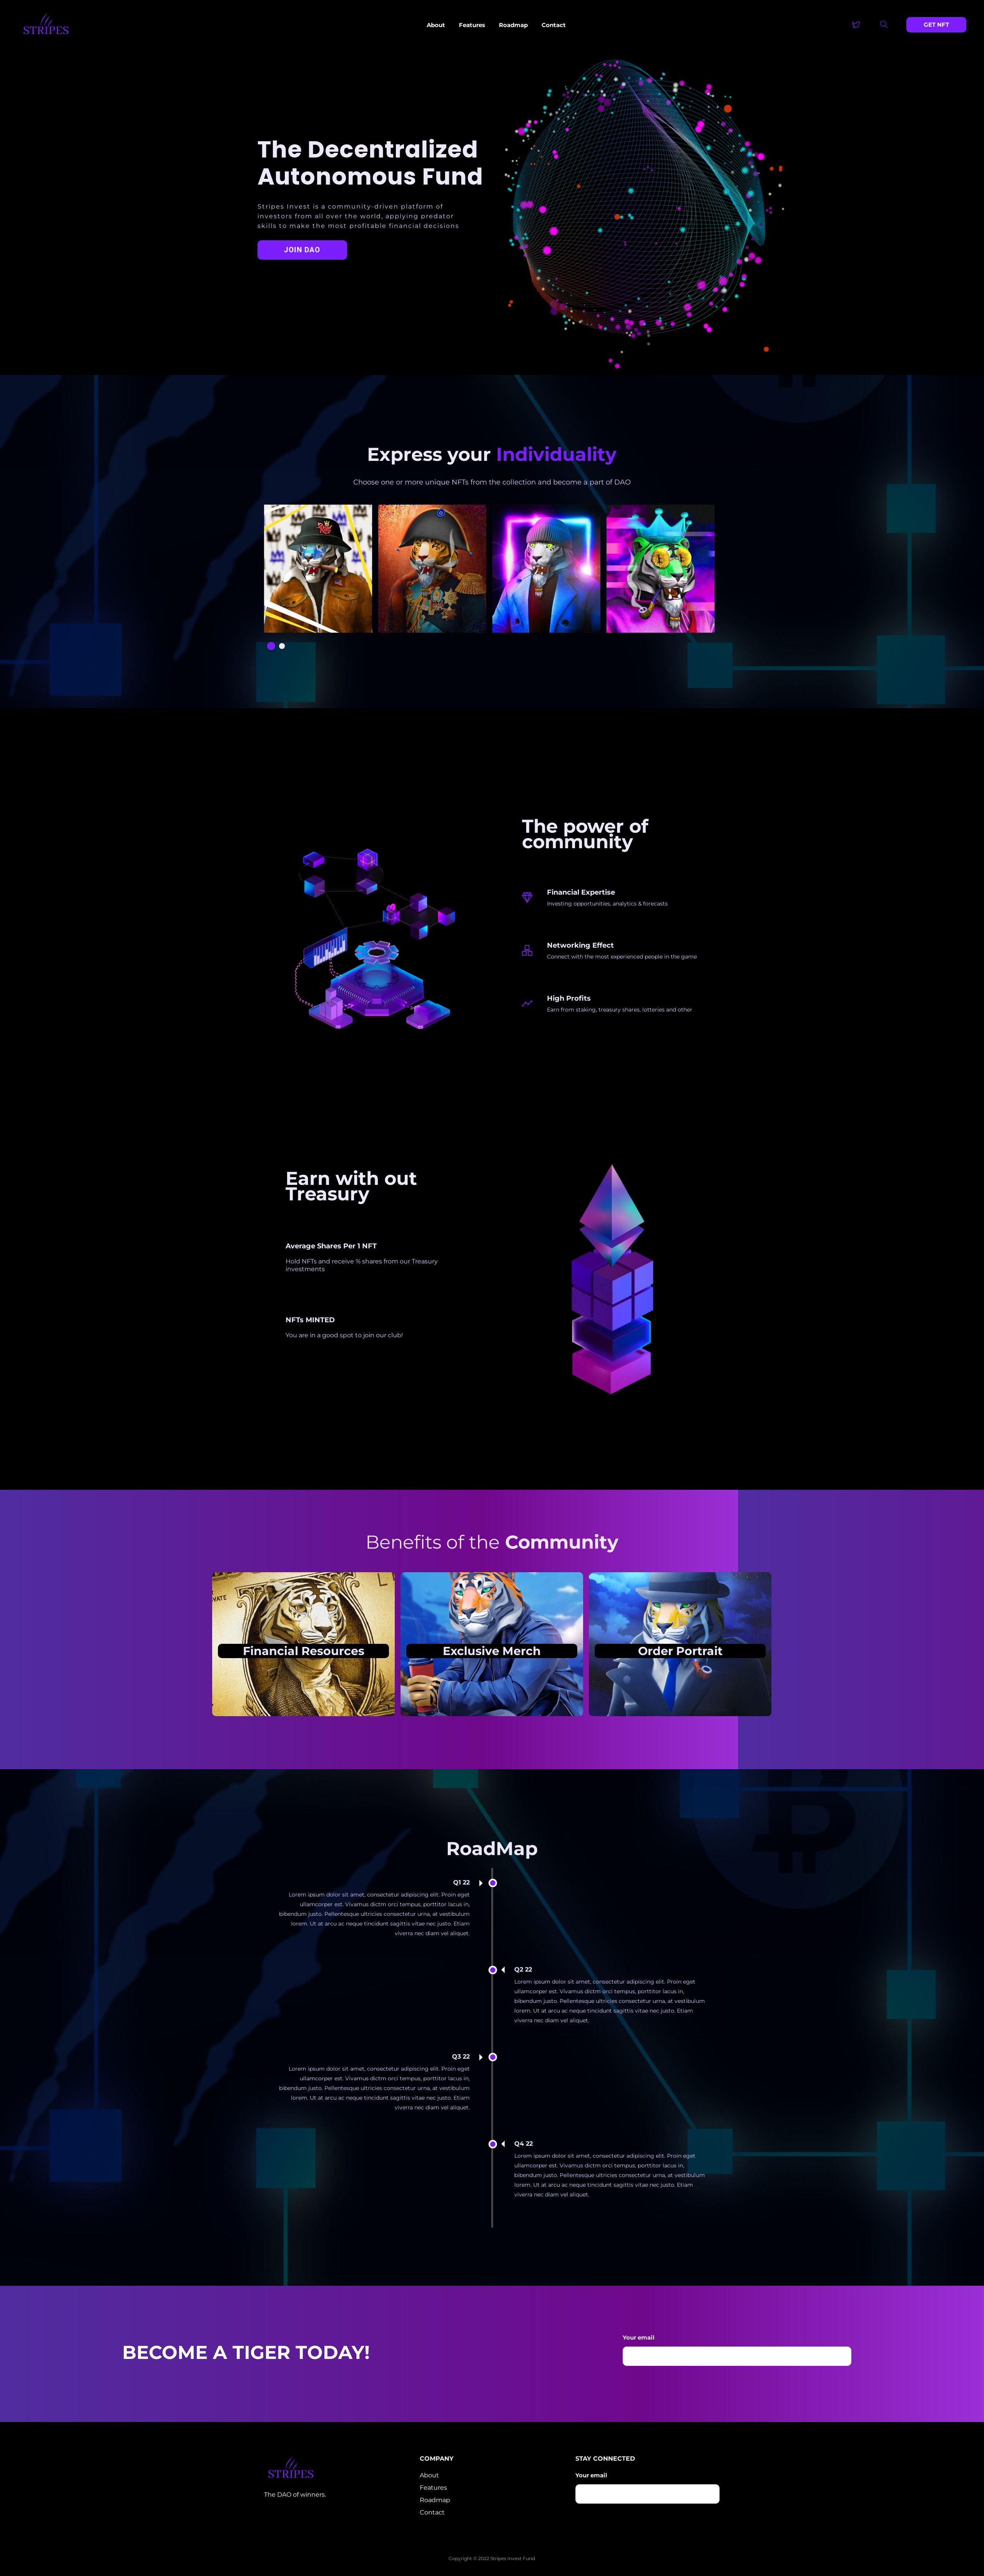 STRIPES
About Features Roadmap Contact
GET NFT
The Decentralized
Autonomous Fund
Stripes Invest is a community-driven platform of
investors from all over the world, applying predator
skills to make the most profitable financial decisions
JOIN DAO
Express your Individuality
Choose one or more unique NFTs from the collection and become a part of DAO
The power of
community
Financial Expertise
Investing opportunities, analytics & forecasts
Networking Effect
Connect with the most experienced people in the game
High Profits
Earn from staking, treasury shares, lotteries and other
Earn with out
Treasury
Average Shares Per 1 NFT
Hold NFTs and receive % shares from our Treasury
investments
NFTs MINTED
You are in a good spot to join our club!
Benefits of the Community
Financial Resources
Exclusive Merch
Order Portrait
RoadMap
Q1 22
Lorem ipsum dolor sit amet, consectetur adipiscing elit. Proin eget
ullamcorper est. Vivamus dictm orci tempus, porttitor lacus in,
bibendum justo. Pellentesque ultricies consectetur urna, at vestibulum
lorem. Ut at arcu ac neque tincidunt sagittis vitae nec justo. Etiam
viverra nec diam vel aliquet.
Q2 22
Lorem ipsum dolor sit amet, consectetur adipiscing elit. Proin eget
ullamcorper est. Vivamus dictm orci tempus, porttitor lacus in,
bibendum justo. Pellentesque ultricies consectetur urna, at vestibulum
lorem. Ut at arcu ac neque tincidunt sagittis vitae nec justo. Etiam
viverra nec diam vel aliquet.
Q3 22
Lorem ipsum dolor sit amet, consectetur adipiscing elit. Proin eget
ullamcorper est. Vivamus dictm orci tempus, porttitor lacus in,
bibendum justo. Pellentesque ultricies consectetur urna, at vestibulum
lorem. Ut at arcu ac neque tincidunt sagittis vitae nec justo. Etiam
viverra nec diam vel aliquet.
Q4 22
Lorem ipsum dolor sit amet, consectetur adipiscing elit. Proin eget
ullamcorper est. Vivamus dictm orci tempus, porttitor lacus in,
bibendum justo. Pellentesque ultricies consectetur urna, at vestibulum
lorem. Ut at arcu ac neque tincidunt sagittis vitae nec justo. Etiam
viverra nec diam vel aliquet.
BECOME A TIGER TODAY!
Your email
STRIPES
The DAO of winners.
COMPANY
About
Features
Roadmap
Contact
STAY CONNECTED
Your email
Copyright © 2022 Stripes Invest Fund